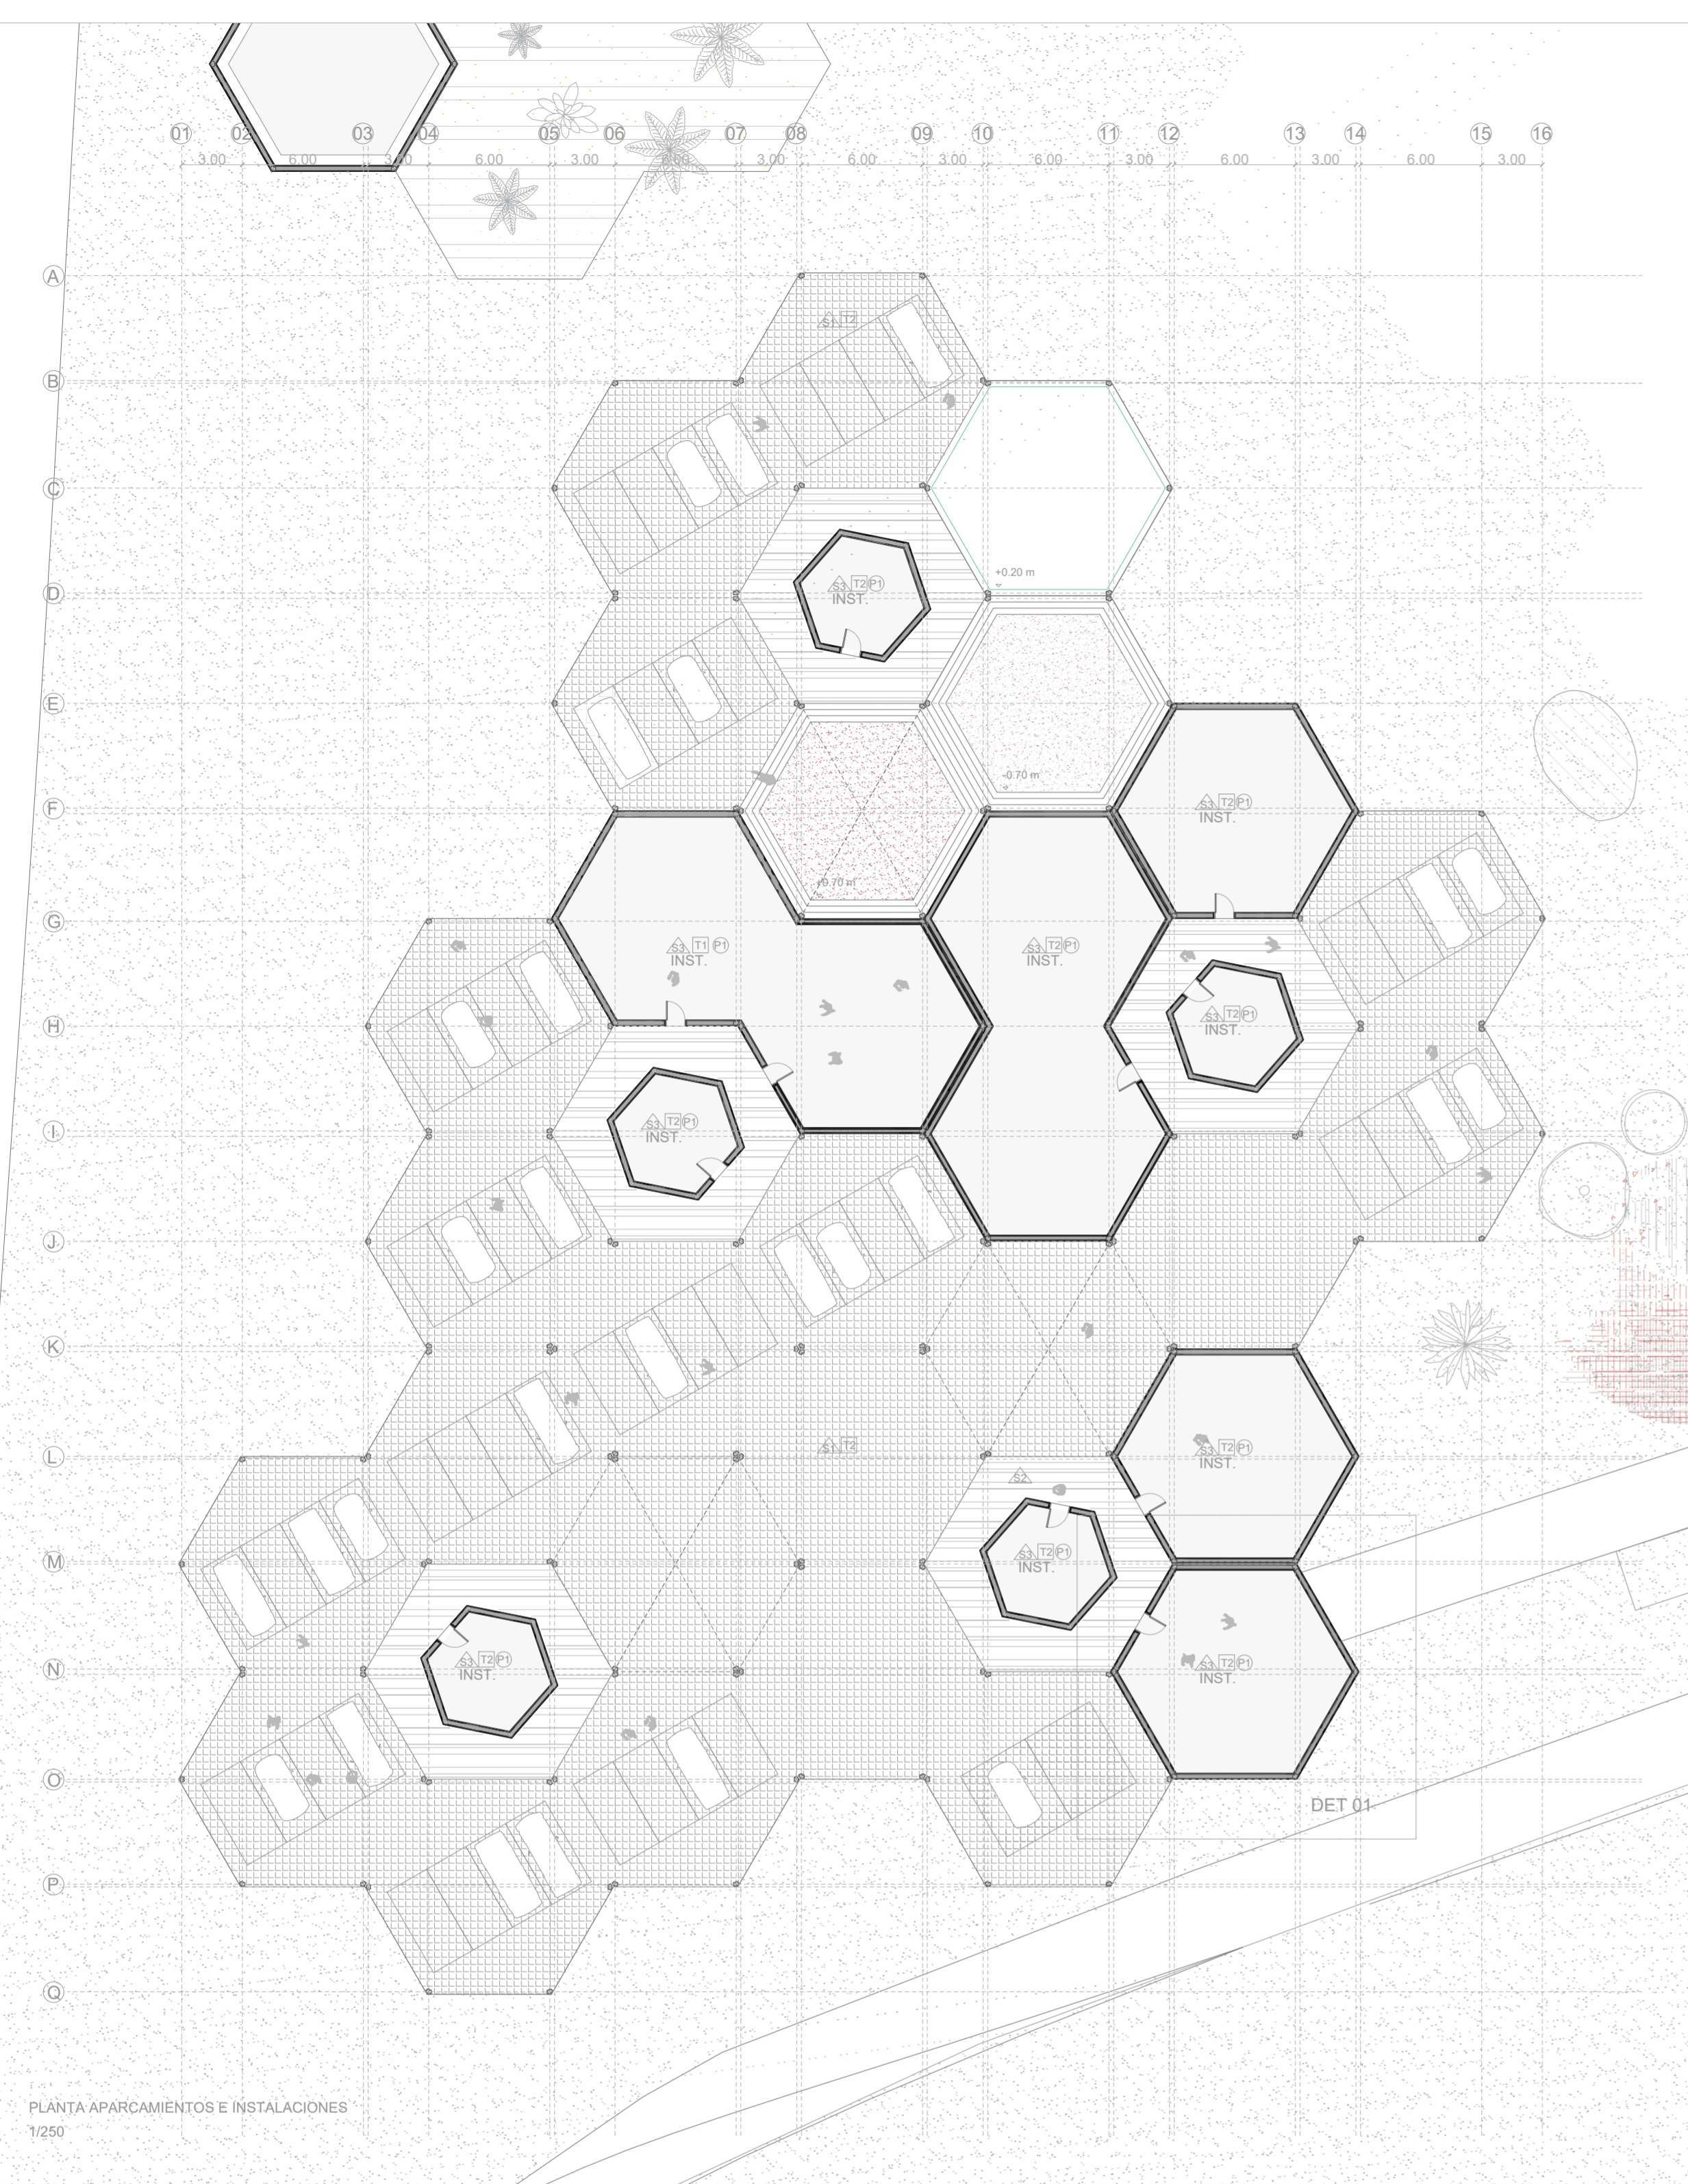 01 02 03 04 05 06 07 08 09 10 11 12 13 14 15 16
3.00 6.00 3.00 6.00 3.00 6.00 3.00 6.00 3.00 6.00 3.00 6.00 3.00 6.00 3.00
A
S1 T2
B
C
+0.20 m
S3 T2 P1
D
INST.
E
-0.70 m
S3 T2 P1
F
INST.
+0.70 m
G
S3 T1 P1
INST.
S3 T2 P1
INST.
S3 T2 P1
H
INST.
S3 T2 P1
I
INST.
J
K
S1 T2
S3 T2 P1
L
INST.
S2
S3 T2 P1
M
INST.
S3 T2 P1
N
INST.
S3 T2 P1
INST.
O
DET 01
P
Q
PLANTA APARCAMIENTOS E INSTALACIONES
1/250